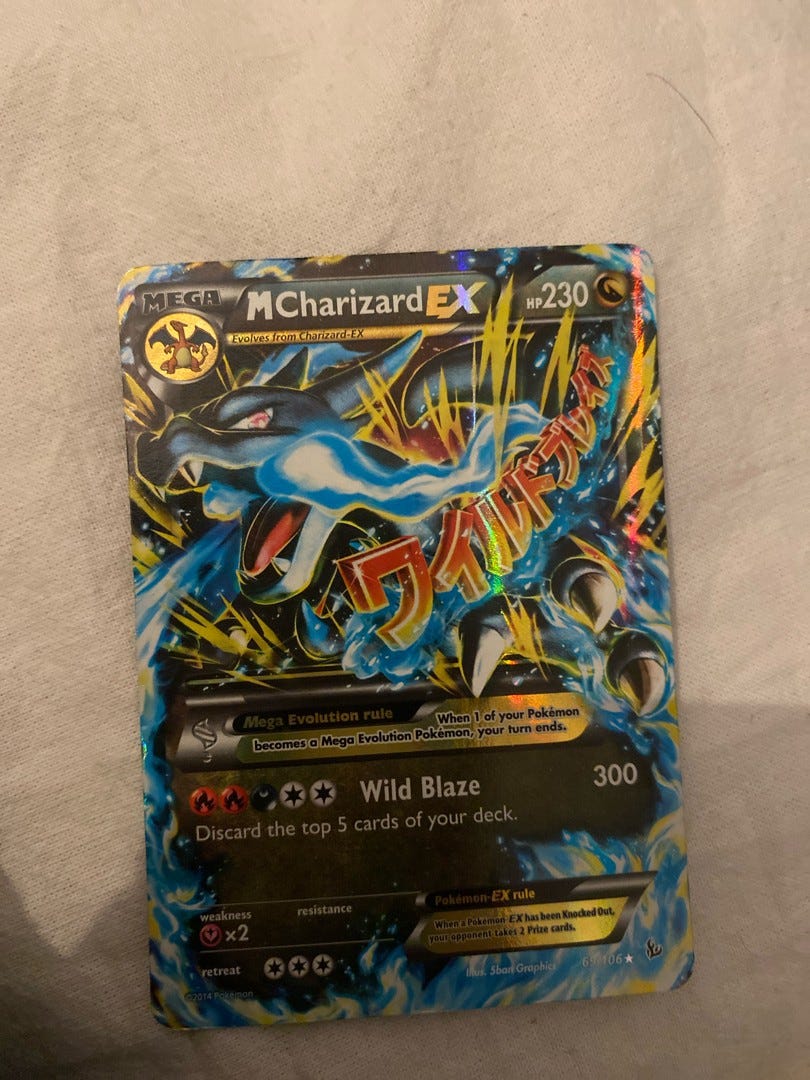 MEGA
MCharizardEX
HP230
Evolves from Charizard-EX
ワイルドブレイズ
Mega Evolution rule
When 1 of your Pokémon
becomes a Mega Evolution Pokémon, your turn ends.
Wild Blaze
300
Discard the top 5 cards of your deck.
weakness
resistance
×2
Pokémon-EX rule
When a Pokémon-EX has been Knocked Out,
your opponent takes 2 Prize cards.
retreat
Illus. 5ban Graphics
69/106★
©2014 Pokémon